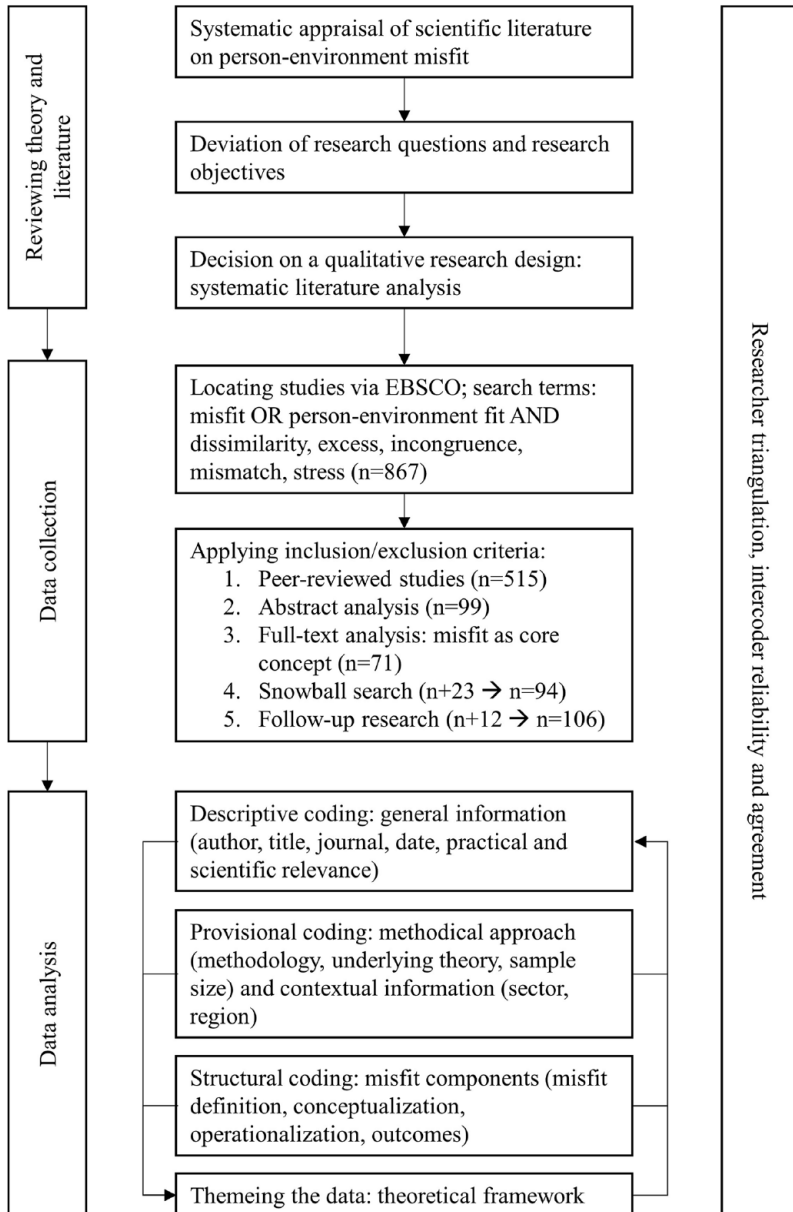 Reviewing theory and
literature
Systematic appraisal of scientific literature
on person-environment misfit
Deviation of research questions and research
objectives
Decision on a qualitative research design:
systematic literature analysis
Data collection
Locating studies via EBSCO; search terms:
misfit OR person-environment fit AND
dissimilarity, excess, incongruence,
mismatch, stress (n=867)
Applying inclusion/exclusion criteria:
1. Peer-reviewed studies (n=515)
2. Abstract analysis (n=99)
3. Full-text analysis: misfit as core
concept (n=71)
4. Snowball search (n+23 → n=94)
5. Follow-up research (n+12 → n=106)
Data analysis
Descriptive coding: general information
(author, title, journal, date, practical and
scientific relevance)
Provisional coding: methodical approach
(methodology, underlying theory, sample
size) and contextual information (sector,
region)
Structural coding: misfit components (misfit
definition, conceptualization,
operationalization, outcomes)
Themeing the data: theoretical framework
Researcher triangulation, intercoder reliability and agreement